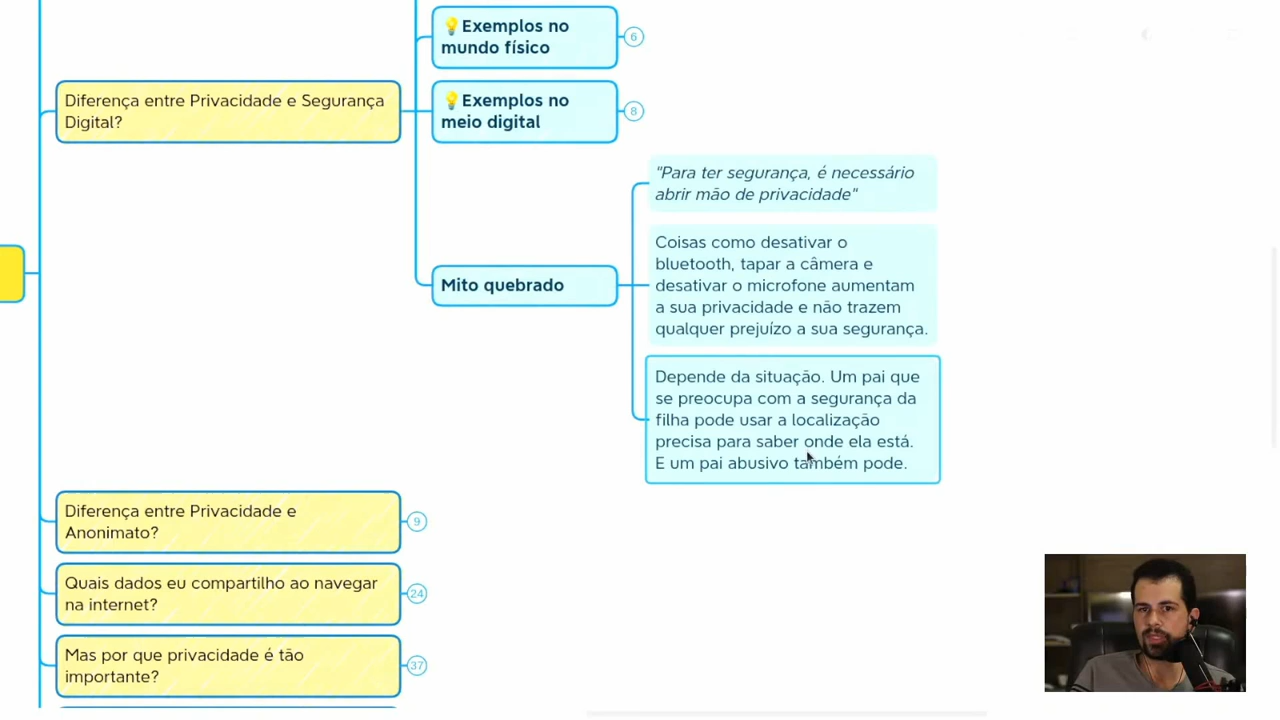 💡Exemplos no
mundo físico
6
Diferença entre Privacidade e Segurança
Digital?
💡Exemplos no
meio digital
8
"Para ter segurança, é necessário
abrir mão de privacidade"
Coisas como desativar o
bluetooth, tapar a câmera e
desativar o microfone aumentam
a sua privacidade e não trazem
qualquer prejuízo a sua segurança.
Mito quebrado
Depende da situação. Um pai que
se preocupa com a segurança da
filha pode usar a localização
precisa para saber onde ela está.
E um pai abusivo também pode.
Diferença entre Privacidade e
Anonimato?
9
Quais dados eu compartilho ao navegar
na internet?
24
Mas por que privacidade é tão
importante?
37